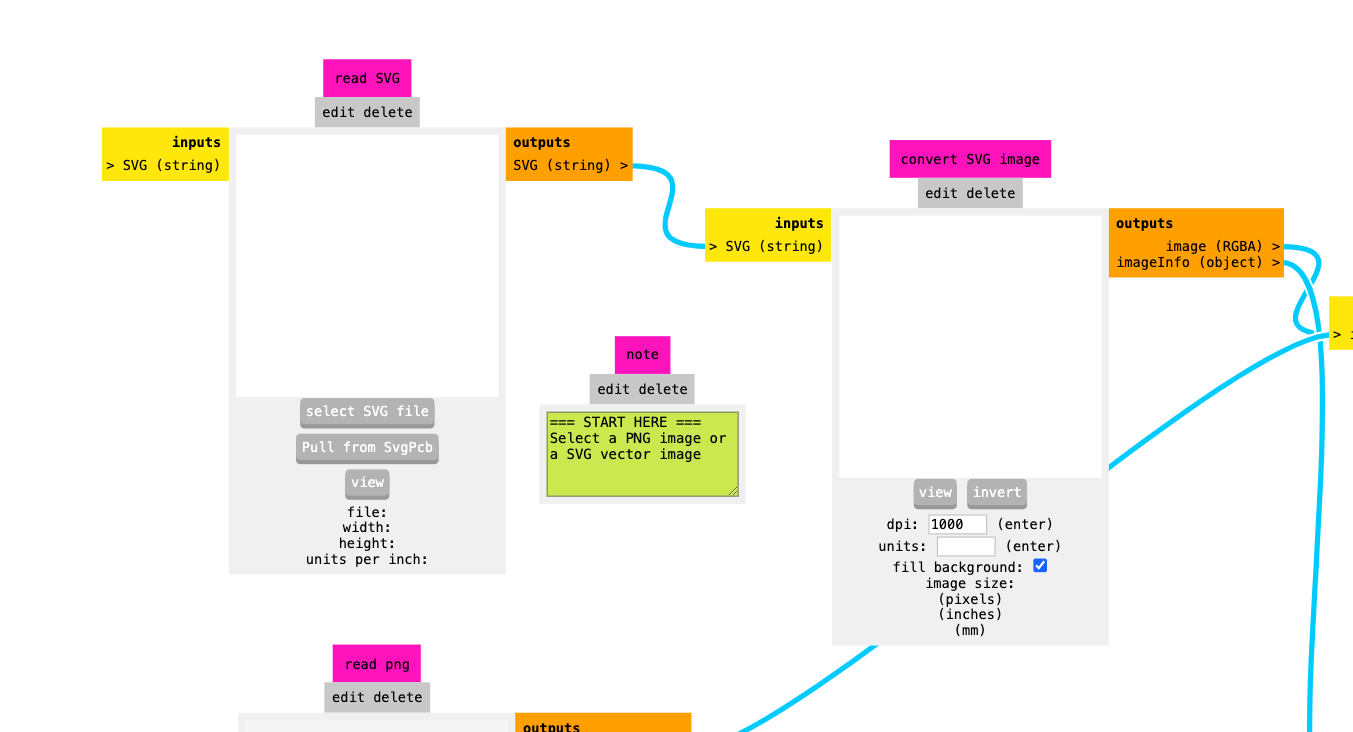 read SVG
edit delete
inputs
> SVG (string)
outputs
SVG (string) >
select SVG file
Pull from SvgPcb
view
file:
width:
height:
units per inch:
note
edit delete
=== START HERE ===
Select a PNG image or
a SVG vector image
convert SVG image
edit delete
inputs
> SVG (string)
outputs
image (RGBA) >
imageInfo (object) >
view invert
dpi: 1000 (enter)
units: (enter)
fill background:
image size:
(pixels)
(inches)
(mm)
>
read png
edit delete
outputs